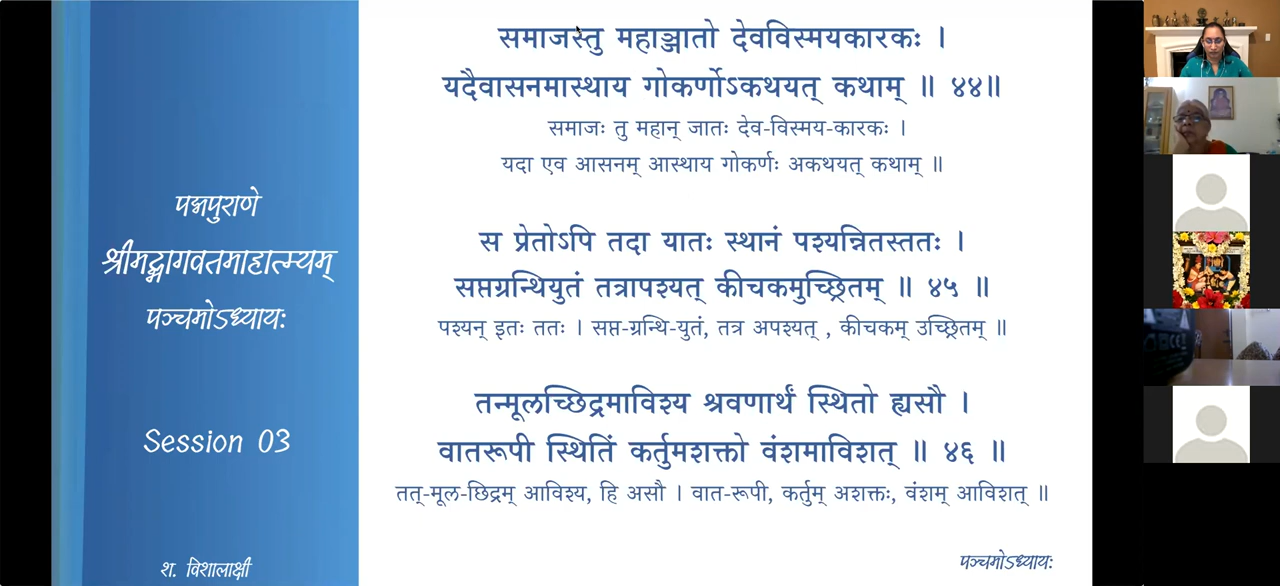 पद्मपुराणे
श्रीमद्भागवतमाहात्म्यम्
पञ्चमोऽध्यायः
Session 03
श. विशालाक्षी
समाजस्तु महाञ्जातो देवविस्मयकारकः ।
यदैवासनमास्थाय गोकर्णोऽकथयत् कथाम् ॥ ४४॥
समाजः तु महान् जातः देव-विस्मय-कारकः ।
यदा एव आसनम् आस्थाय गोकर्णः अकथयत् कथाम् ॥
स प्रेतोऽपि तदा यातः स्थानं पश्यन्नितस्ततः ।
सप्तग्रन्थियुतं तत्रापश्यत् कीचकमुच्छ्रितम् ॥ ४५ ॥
पश्यन् इतः ततः । सप्त-ग्रन्थि-युतं, तत्र अपश्यत् , कीचकम् उच्छ्रितम् ॥
तन्मूलच्छिद्रमाविश्य श्रवणार्थं स्थितो ह्यसौ ।
वातरूपी स्थितिं कर्तुमशक्तो वंशमाविशत् ॥ ४६ ॥
तत्-मूल-छिद्रम् आविश्य, हि असौ । वात-रूपी, कर्तुम् अशक्तः, वंशम् आविशत् ॥
पञ्चमोऽध्यायः